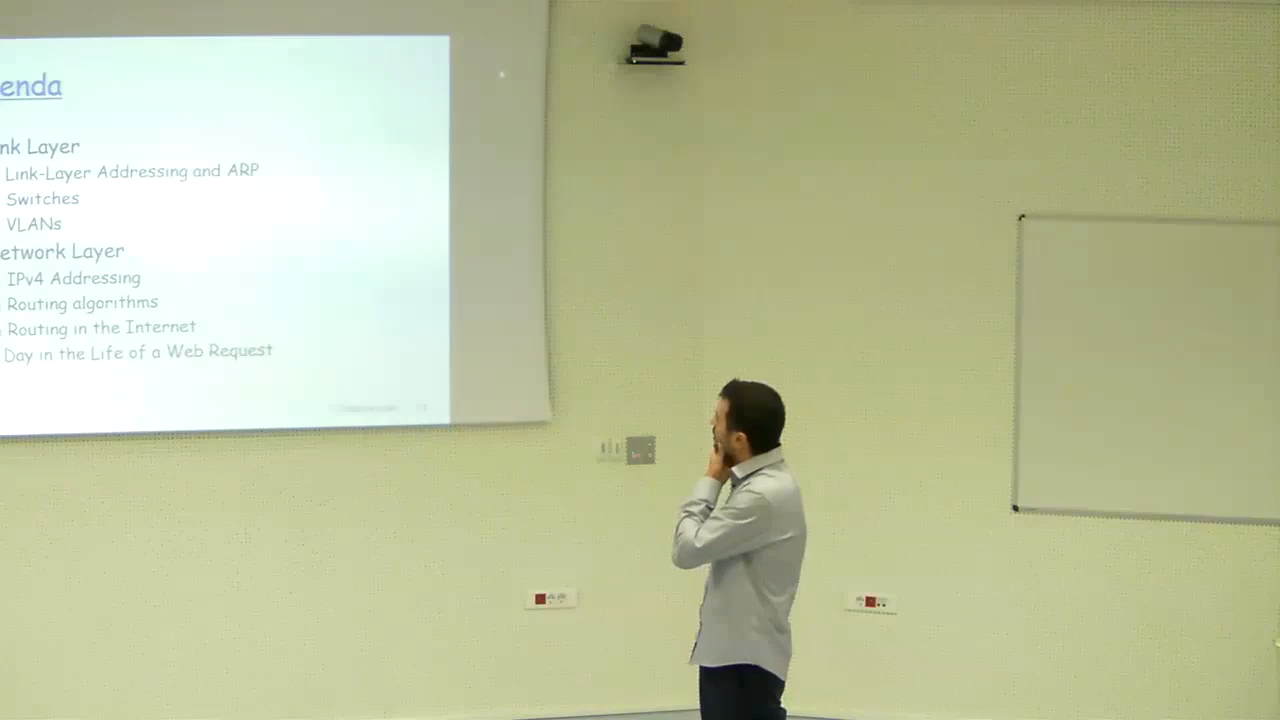 enda
nk Layer
Link-Layer Addressing and ARP
Switches
VLANs
etwork Layer
IPv4 Addressing
Routing algorithms
Routing in the Internet
Day in the Life of a Web Request